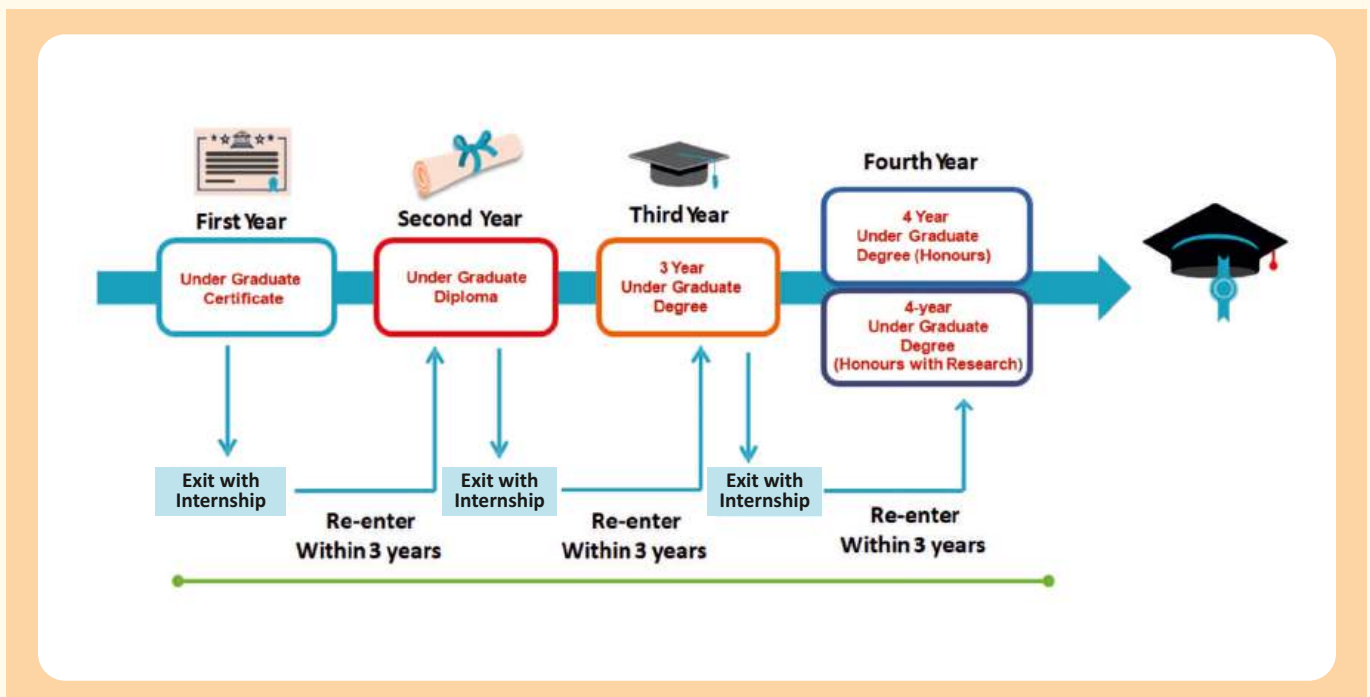 First Year
Under Graduate
Certificate
Second Year
Under Graduate
Diploma
Third Year
3 Year
Under Graduate
Degree
Fourth Year
4 Year
Under Graduate
Degree (Honours)
4-year
Under Graduate
Degree
(Honours with Research)
Exit with
Internship
Re-enter
Within 3 years
Exit with
Internship
Re-enter
Within 3 years
Exit with
Internship
Re-enter
Within 3 years